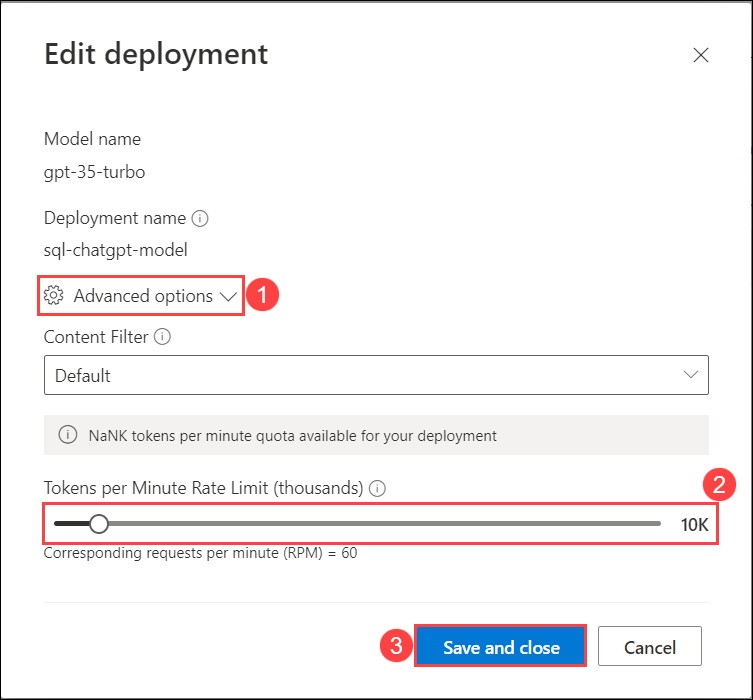 Edit deployment
Model name
gpt-35-turbo
Deployment name
sql-chatgpt-model
Advanced options
1
Content Filter
Default
NaNK tokens per minute quota available for your deployment
2
Tokens per Minute Rate Limit (thousands)
10K
Corresponding requests per minute (RPM) = 60
3
Save and close
Cancel